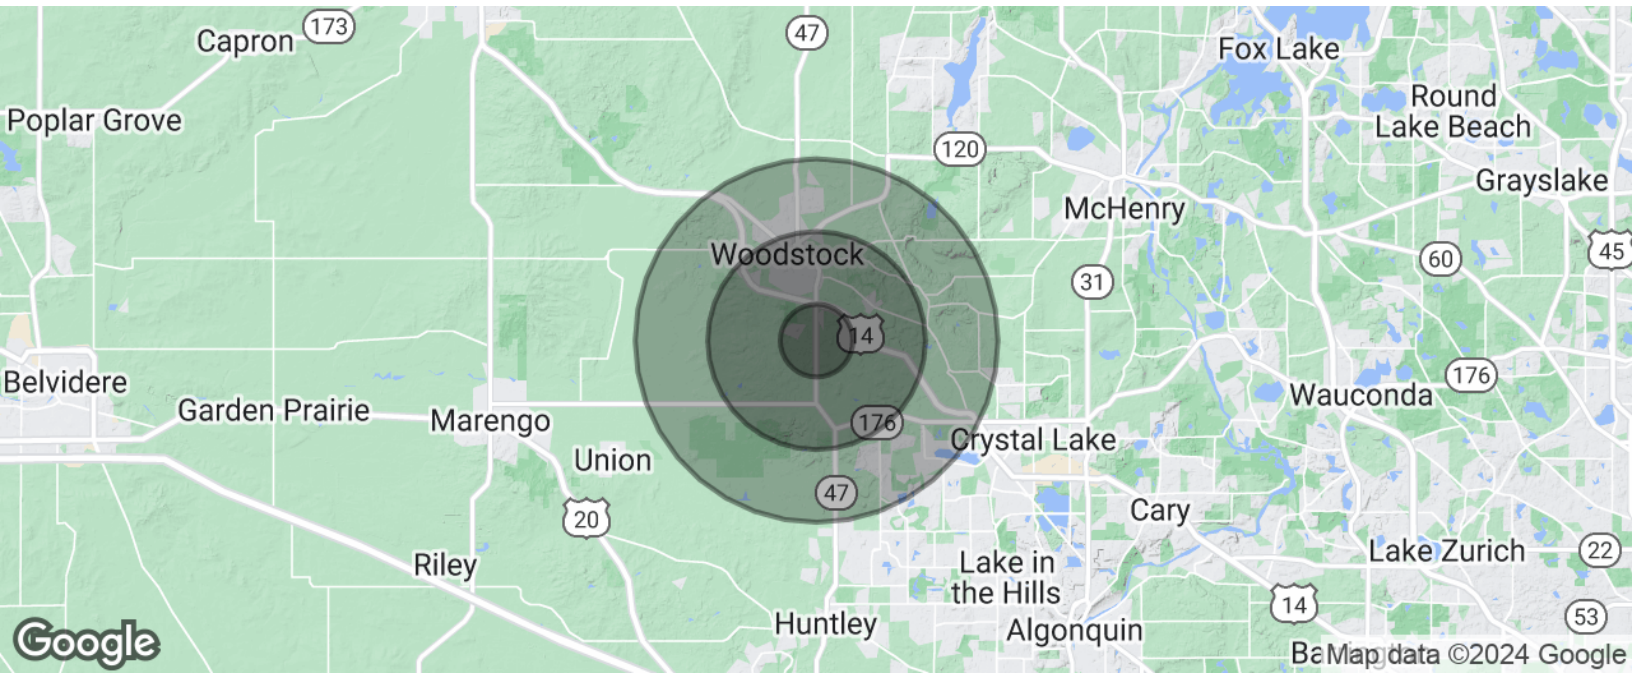 Capron
173
47
Fox Lake
Poplar Grove
Round
Lake Beach
120
Grayslake
McHenry
Woodstock
45
60
31
14
Belvidere
176
Wauconda
Garden Prairie
Marengo
176
Crystal Lake
Union
47
20
Cary
Lake Zurich
22
Riley
Lake in
the Hills
14
53
Huntley
Algonquin
Google
Map data ©2024 Google